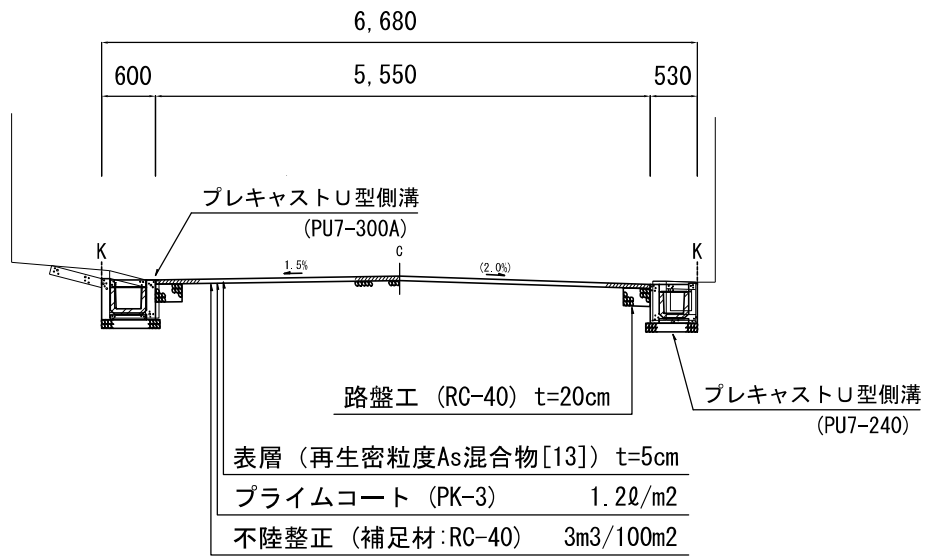 6,680
600 5,550 530
プレキャストU型側溝
(PU7-300A)
K C K
1.5% (2.0%)
路盤工 (RC-40) t=20cm
プレキャストU型側溝
(PU7-240)
表層 (再生密粒度As混合物[13]) t=5cm
プライムコート (PK-3) 1.2ℓ/m2
不陸整正 (補足材:RC-40) 3m3/100m2